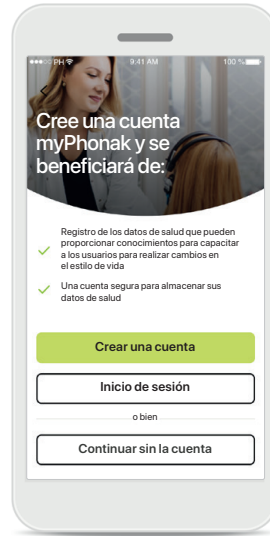 PH
9:41 AM
100 %
Cree una cuenta
myPhonak y se
beneficiará de:
Registro de los datos de salud que pueden
proporcionar conocimientos para capacitar
a los usuarios para realizar cambios en
el estilo de vida
Una cuenta segura para almacenar sus
datos de salud
Crear una cuenta
Inicio de sesión
o bien
Continuar sin la cuenta